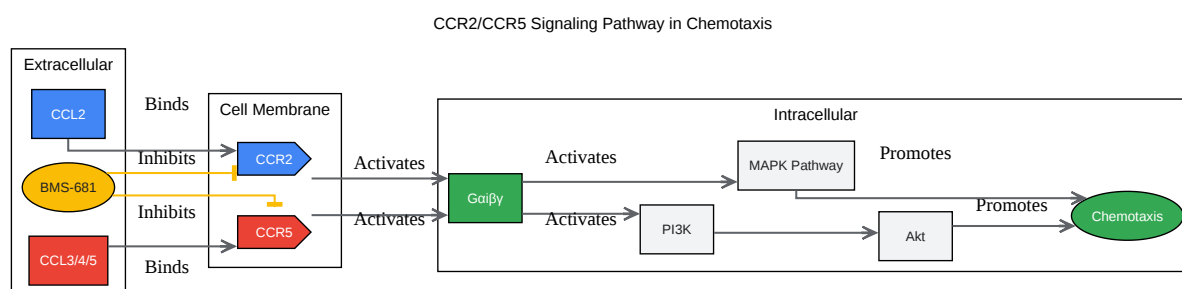 CCR2/CCR5 Signaling Pathway in Chemotaxis
Extracellular
CCL2
BMS-681
CCL3/4/5
Binds
Inhibits
Inhibits
Binds
Cell Membrane
CCR2
CCR5
Activates
Activates
Intracellular
Gαiβγ
Activates
Activates
MAPK Pathway
PI3K
Akt
Promotes
Promotes
Chemotaxis